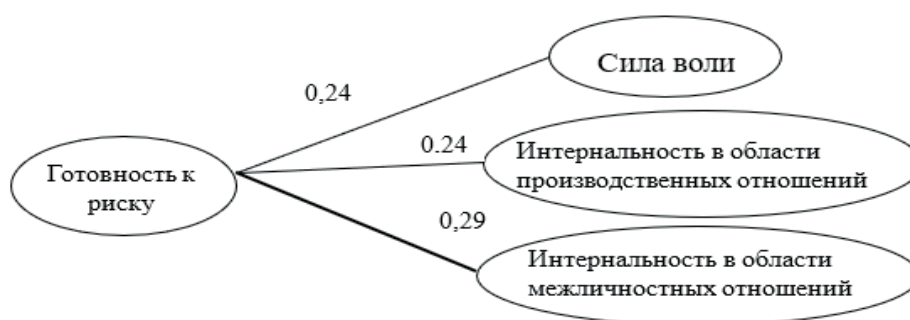 Сила воли
0,24
0.24
Интернальность в области
производственных отношений
Готовность к
риску
0,29
Интернальность в области
межличностных отношений